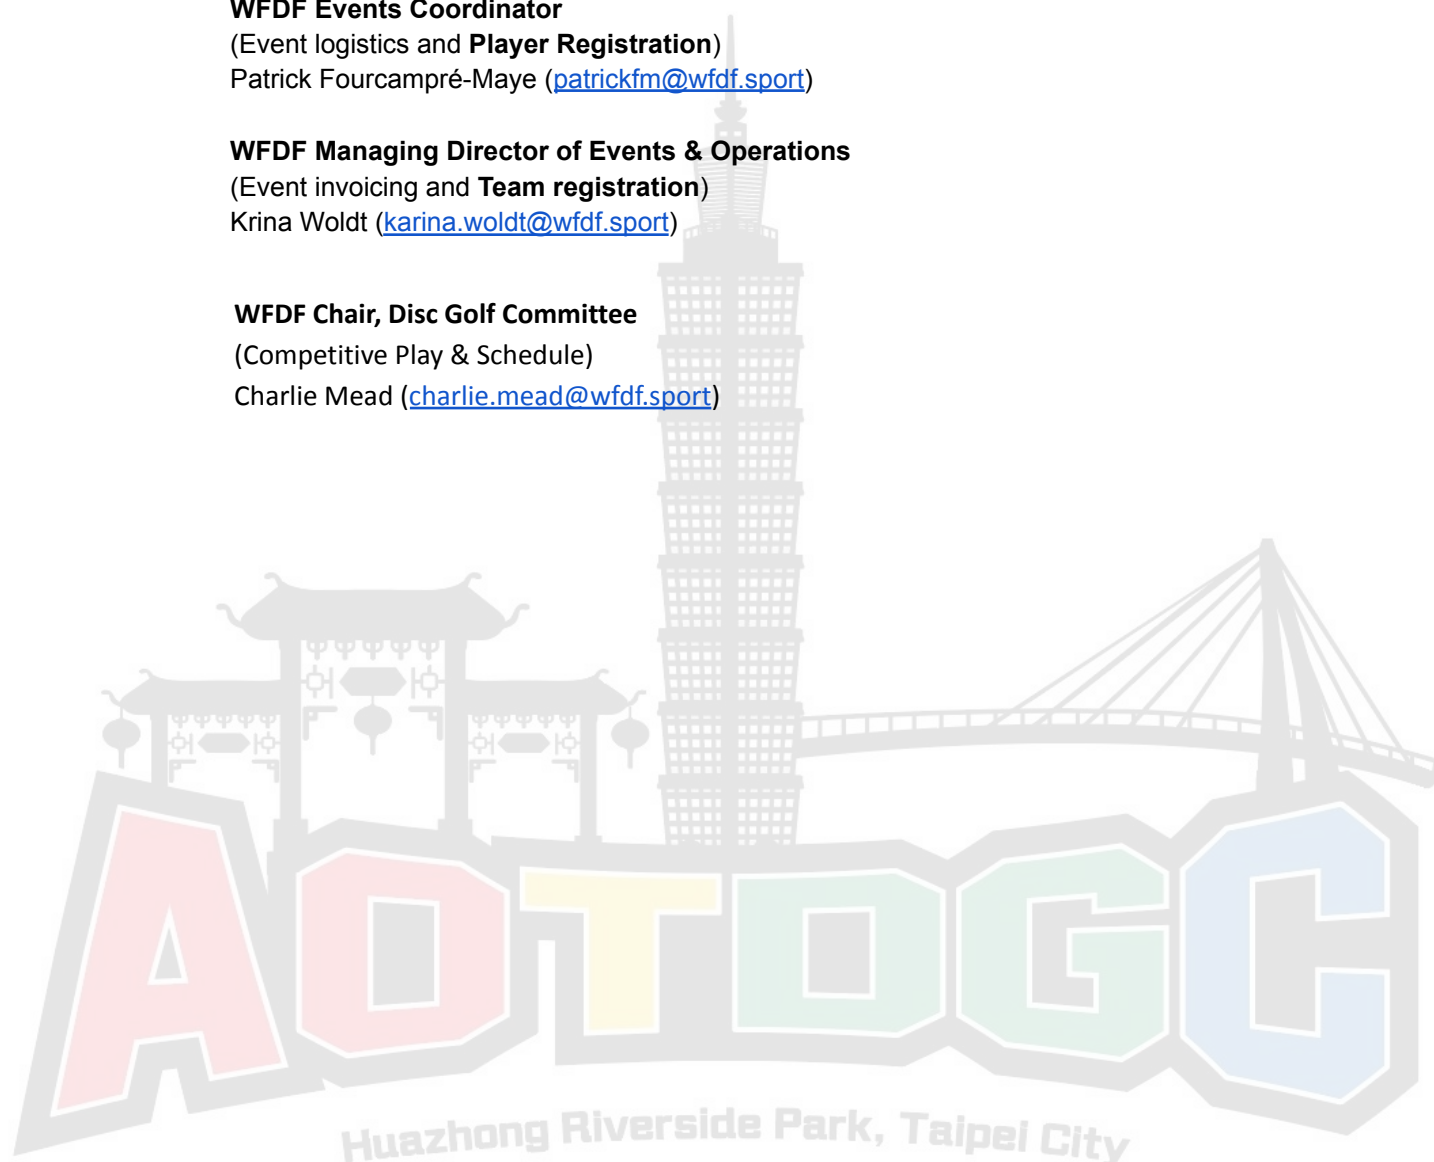 WFDF Events Coordinator
(Event logistics and Player Registration)
Patrick Fourcampré-Maye (patrickfm@wfdf.sport)
WFDF Managing Director of Events & Operations
(Event invoicing and Team registration)
Krina Woldt (karina.woldt@wfdf.sport)
WFDF Chair, Disc Golf Committee
(Competitive Play & Schedule)
Charlie Mead (charlie.mead@wfdf.sport)
AOTDGC
Huazhong Riverside Park, Taipei City